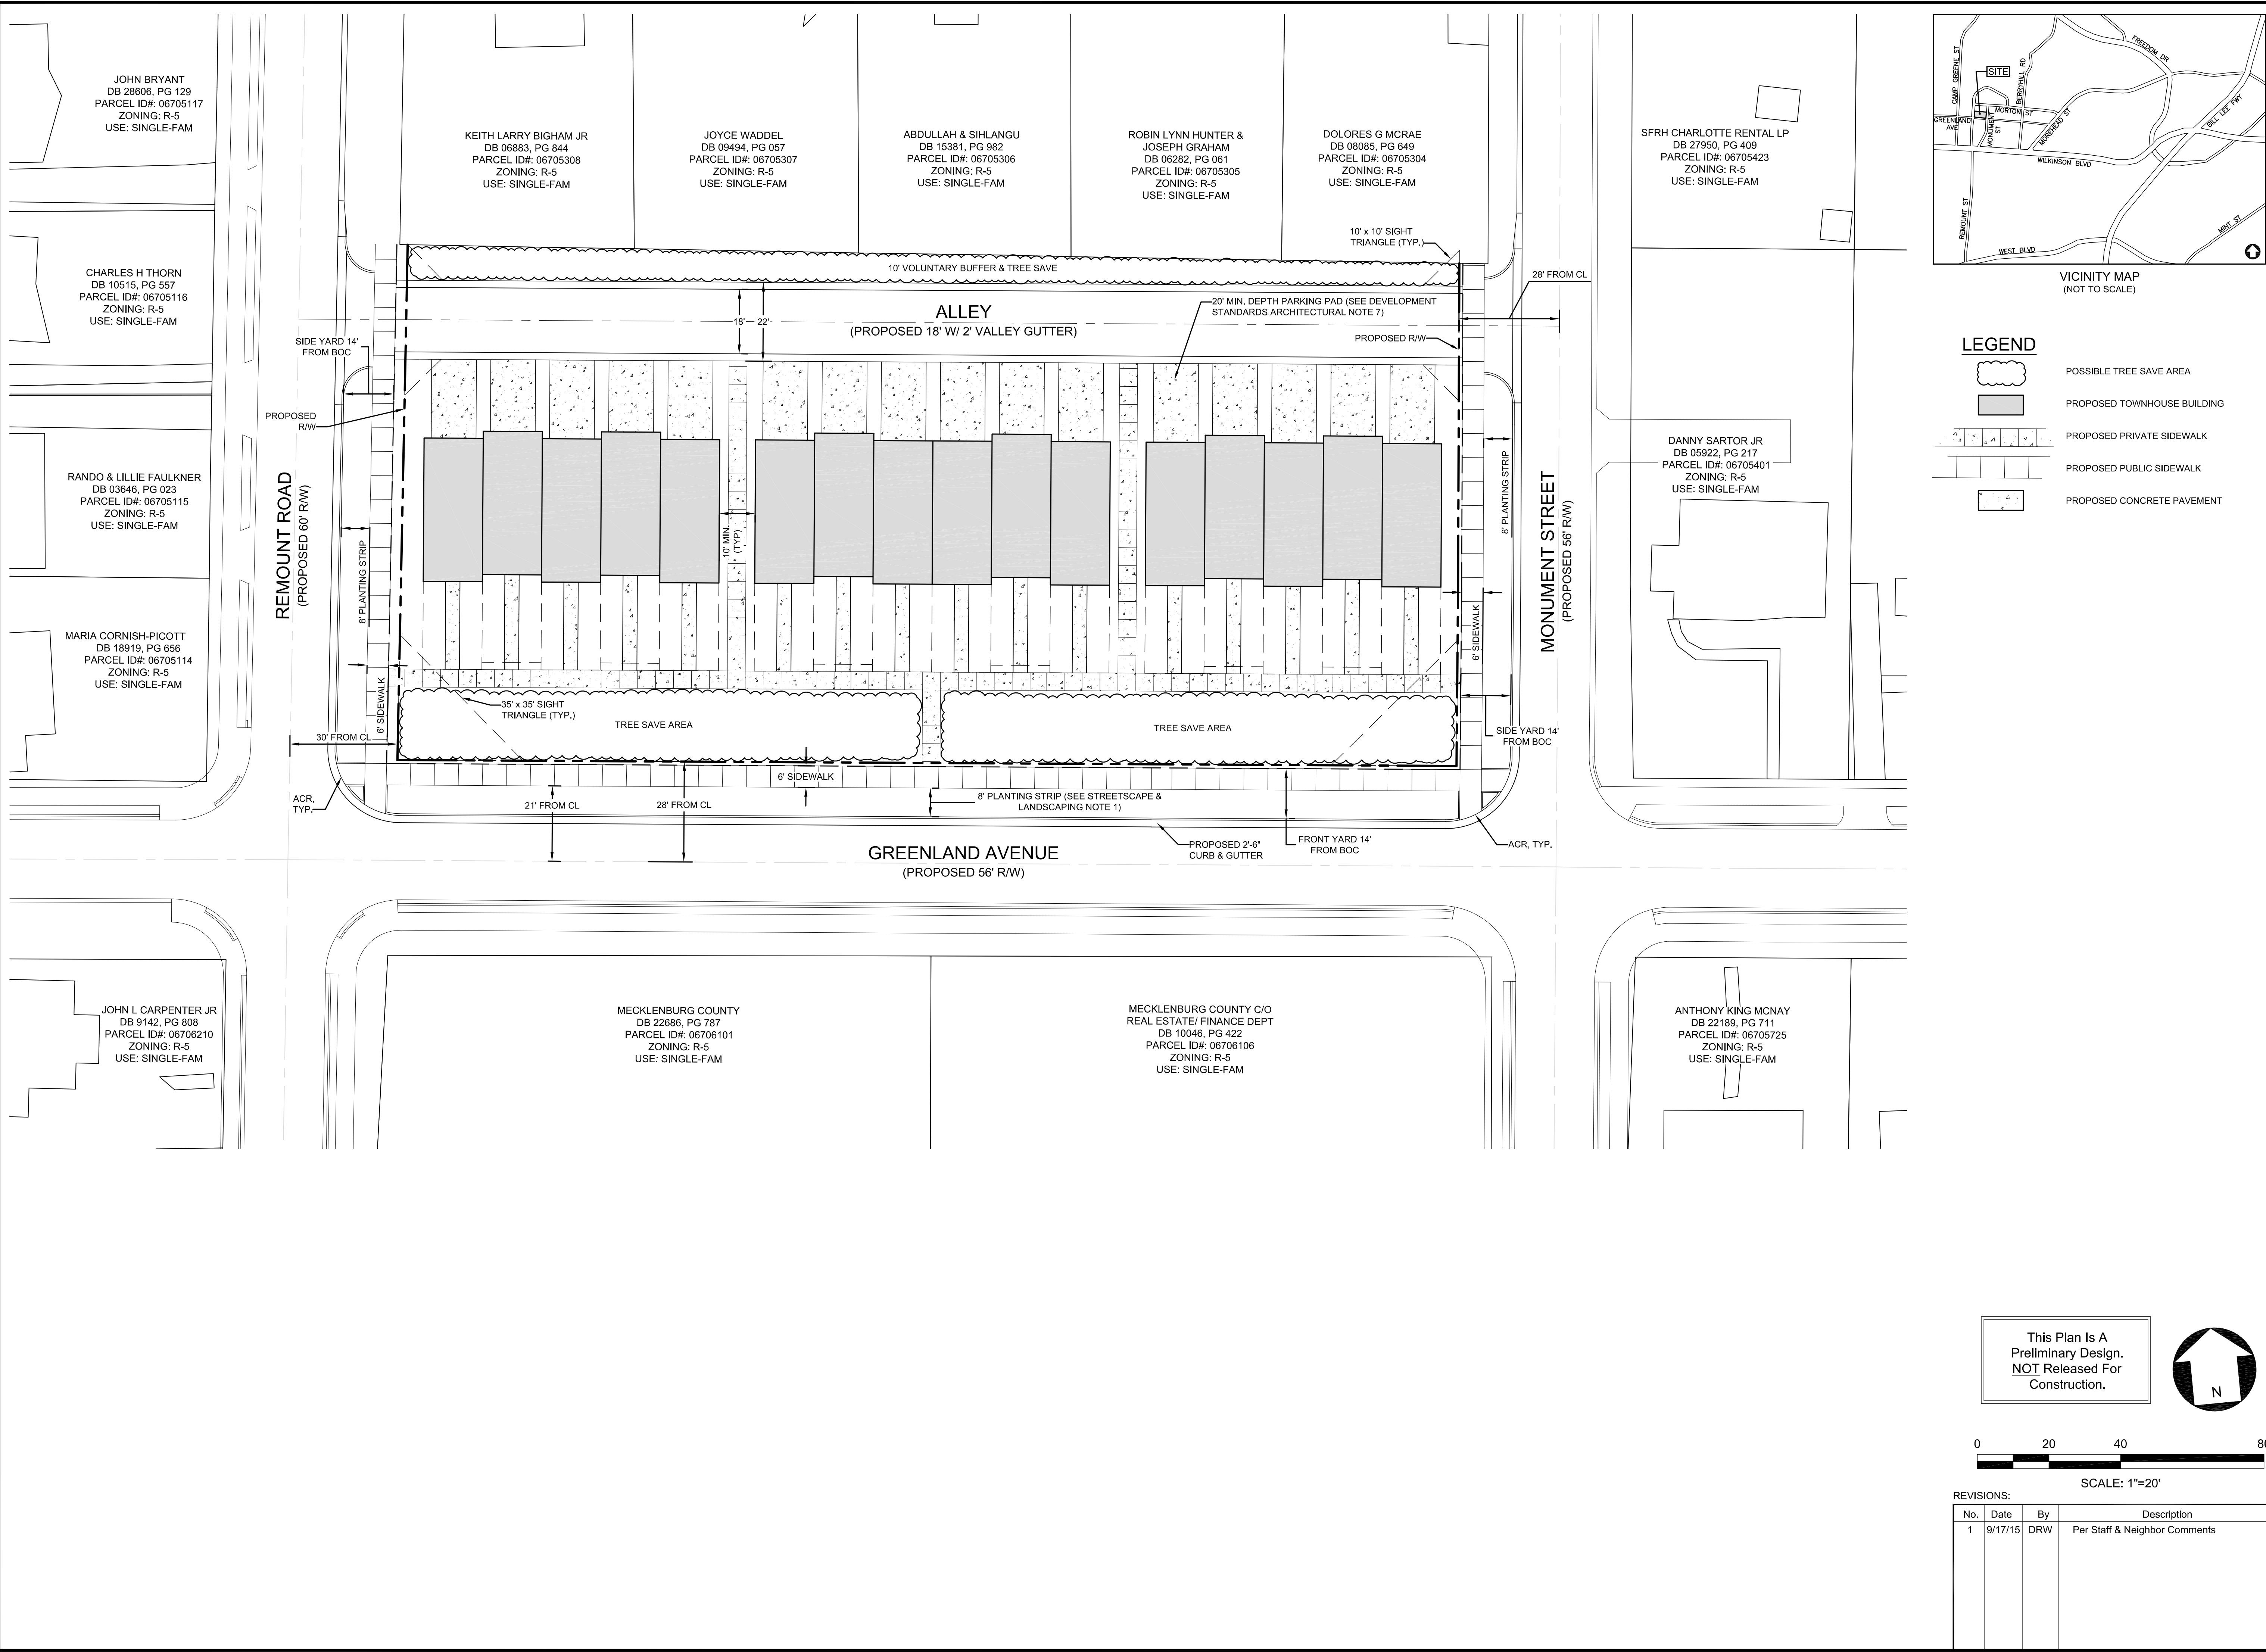 JOHN BRYANT
DB 28606, PG 129
PARCEL ID#: 06705117
ZONING: R-5
USE: SINGLE-FAM
KEITH LARRY BIGHAM JR
DB 06883, PG 844
PARCEL ID#: 06705308
ZONING: R-5
USE: SINGLE-FAM
JOYCE WADDEL
DB 09494, PG 057
PARCEL ID#: 06705307
ZONING: R-5
USE: SINGLE-FAM
ABDULLAH & SIHLANGU
DB 15381, PG 982
PARCEL ID#: 06705306
ZONING: R-5
USE: SINGLE-FAM
ROBIN LYNN HUNTER &
JOSEPH GRAHAM
DB 06282, PG 061
PARCEL ID#: 06705305
ZONING: R-5
USE: SINGLE-FAM
DOLORES G MCRAE
DB 08085, PG 649
PARCEL ID#: 06705304
ZONING: R-5
USE: SINGLE-FAM
SFRH CHARLOTTE RENTAL LP
DB 27950, PG 409
PARCEL ID#: 06705423
ZONING: R-5
USE: SINGLE-FAM
CHARLES H THORN
DB 10515, PG 557
PARCEL ID#: 06705116
ZONING: R-5
USE: SINGLE-FAM
10' x 10' SIGHT
TRIANGLE (TYP.)
10' VOLUNTARY BUFFER & TREE SAVE
28' FROM CL
18'
22'
ALLEY
(PROPOSED 18' W/ 2' VALLEY GUTTER)
20' MIN. DEPTH PARKING PAD (SEE DEVELOPMENT
STANDARDS ARCHITECTURAL NOTE 7)
PROPOSED R/W
SIDE YARD 14'
FROM BOC
PROPOSED
R/W
RANDO & LILLIE FAULKNER
DB 03646, PG 023
PARCEL ID#: 06705115
ZONING: R-5
USE: SINGLE-FAM
REMOUNT ROAD
(PROPOSED 60' R/W)
8' PLANTING STRIP
10' MIN.
(TYP)
8' PLANTING STRIP
MONUMENT STREET
(PROPOSED 56' R/W)
DANNY SARTOR JR
DB 05922, PG 217
PARCEL ID#: 06705401
ZONING: R-5
USE: SINGLE-FAM
MARIA CORNISH-PICOTT
DB 18919, PG 656
PARCEL ID#: 06705114
ZONING: R-5
USE: SINGLE-FAM
6' SIDEWALK
6' SIDEWALK
35' x 35' SIGHT
TRIANGLE (TYP.)
TREE SAVE AREA
TREE SAVE AREA
30' FROM CL
SIDE YARD 14'
FROM BOC
6' SIDEWALK
ACR,
TYP.
21' FROM CL
28' FROM CL
8' PLANTING STRIP (SEE STREETSCAPE &
LANDSCAPING NOTE 1)
GREENLAND AVENUE
(PROPOSED 56' R/W)
PROPOSED 2'-6"
CURB & GUTTER
FRONT YARD 14'
FROM BOC
ACR, TYP.
JOHN L CARPENTER JR
DB 9142, PG 808
PARCEL ID#: 06706210
ZONING: R-5
USE: SINGLE-FAM
MECKLENBURG COUNTY
DB 22686, PG 787
PARCEL ID#: 06706101
ZONING: R-5
USE: SINGLE-FAM
MECKLENBURG COUNTY C/O
REAL ESTATE/ FINANCE DEPT
DB 10046, PG 422
PARCEL ID#: 06706106
ZONING: R-5
USE: SINGLE-FAM
ANTHONY KING MCNAY
DB 22189, PG 711
PARCEL ID#: 06705725
ZONING: R-5
USE: SINGLE-FAM
CAMP GREENE ST
SITE
BERRYHILL RD
FREEDOM DR
MORTON ST
GREENLAND
AVE
MONUMENT
ST
MOREHEAD ST
BILL LEE FWY
WILKINSON BLVD
REMOUNT ST
WEST BLVD
MINT ST
VICINITY MAP
(NOT TO SCALE)
LEGEND
POSSIBLE TREE SAVE AREA
PROPOSED TOWNHOUSE BUILDING
PROPOSED PRIVATE SIDEWALK
PROPOSED PUBLIC SIDEWALK
PROPOSED CONCRETE PAVEMENT
This Plan Is A
Preliminary Design.
NOT Released For
Construction.
N
0 20 40 80
SCALE: 1"=20'
REVISIONS:
No. Date By Description
1 9/17/15 DRW Per Staff & Neighbor Comments